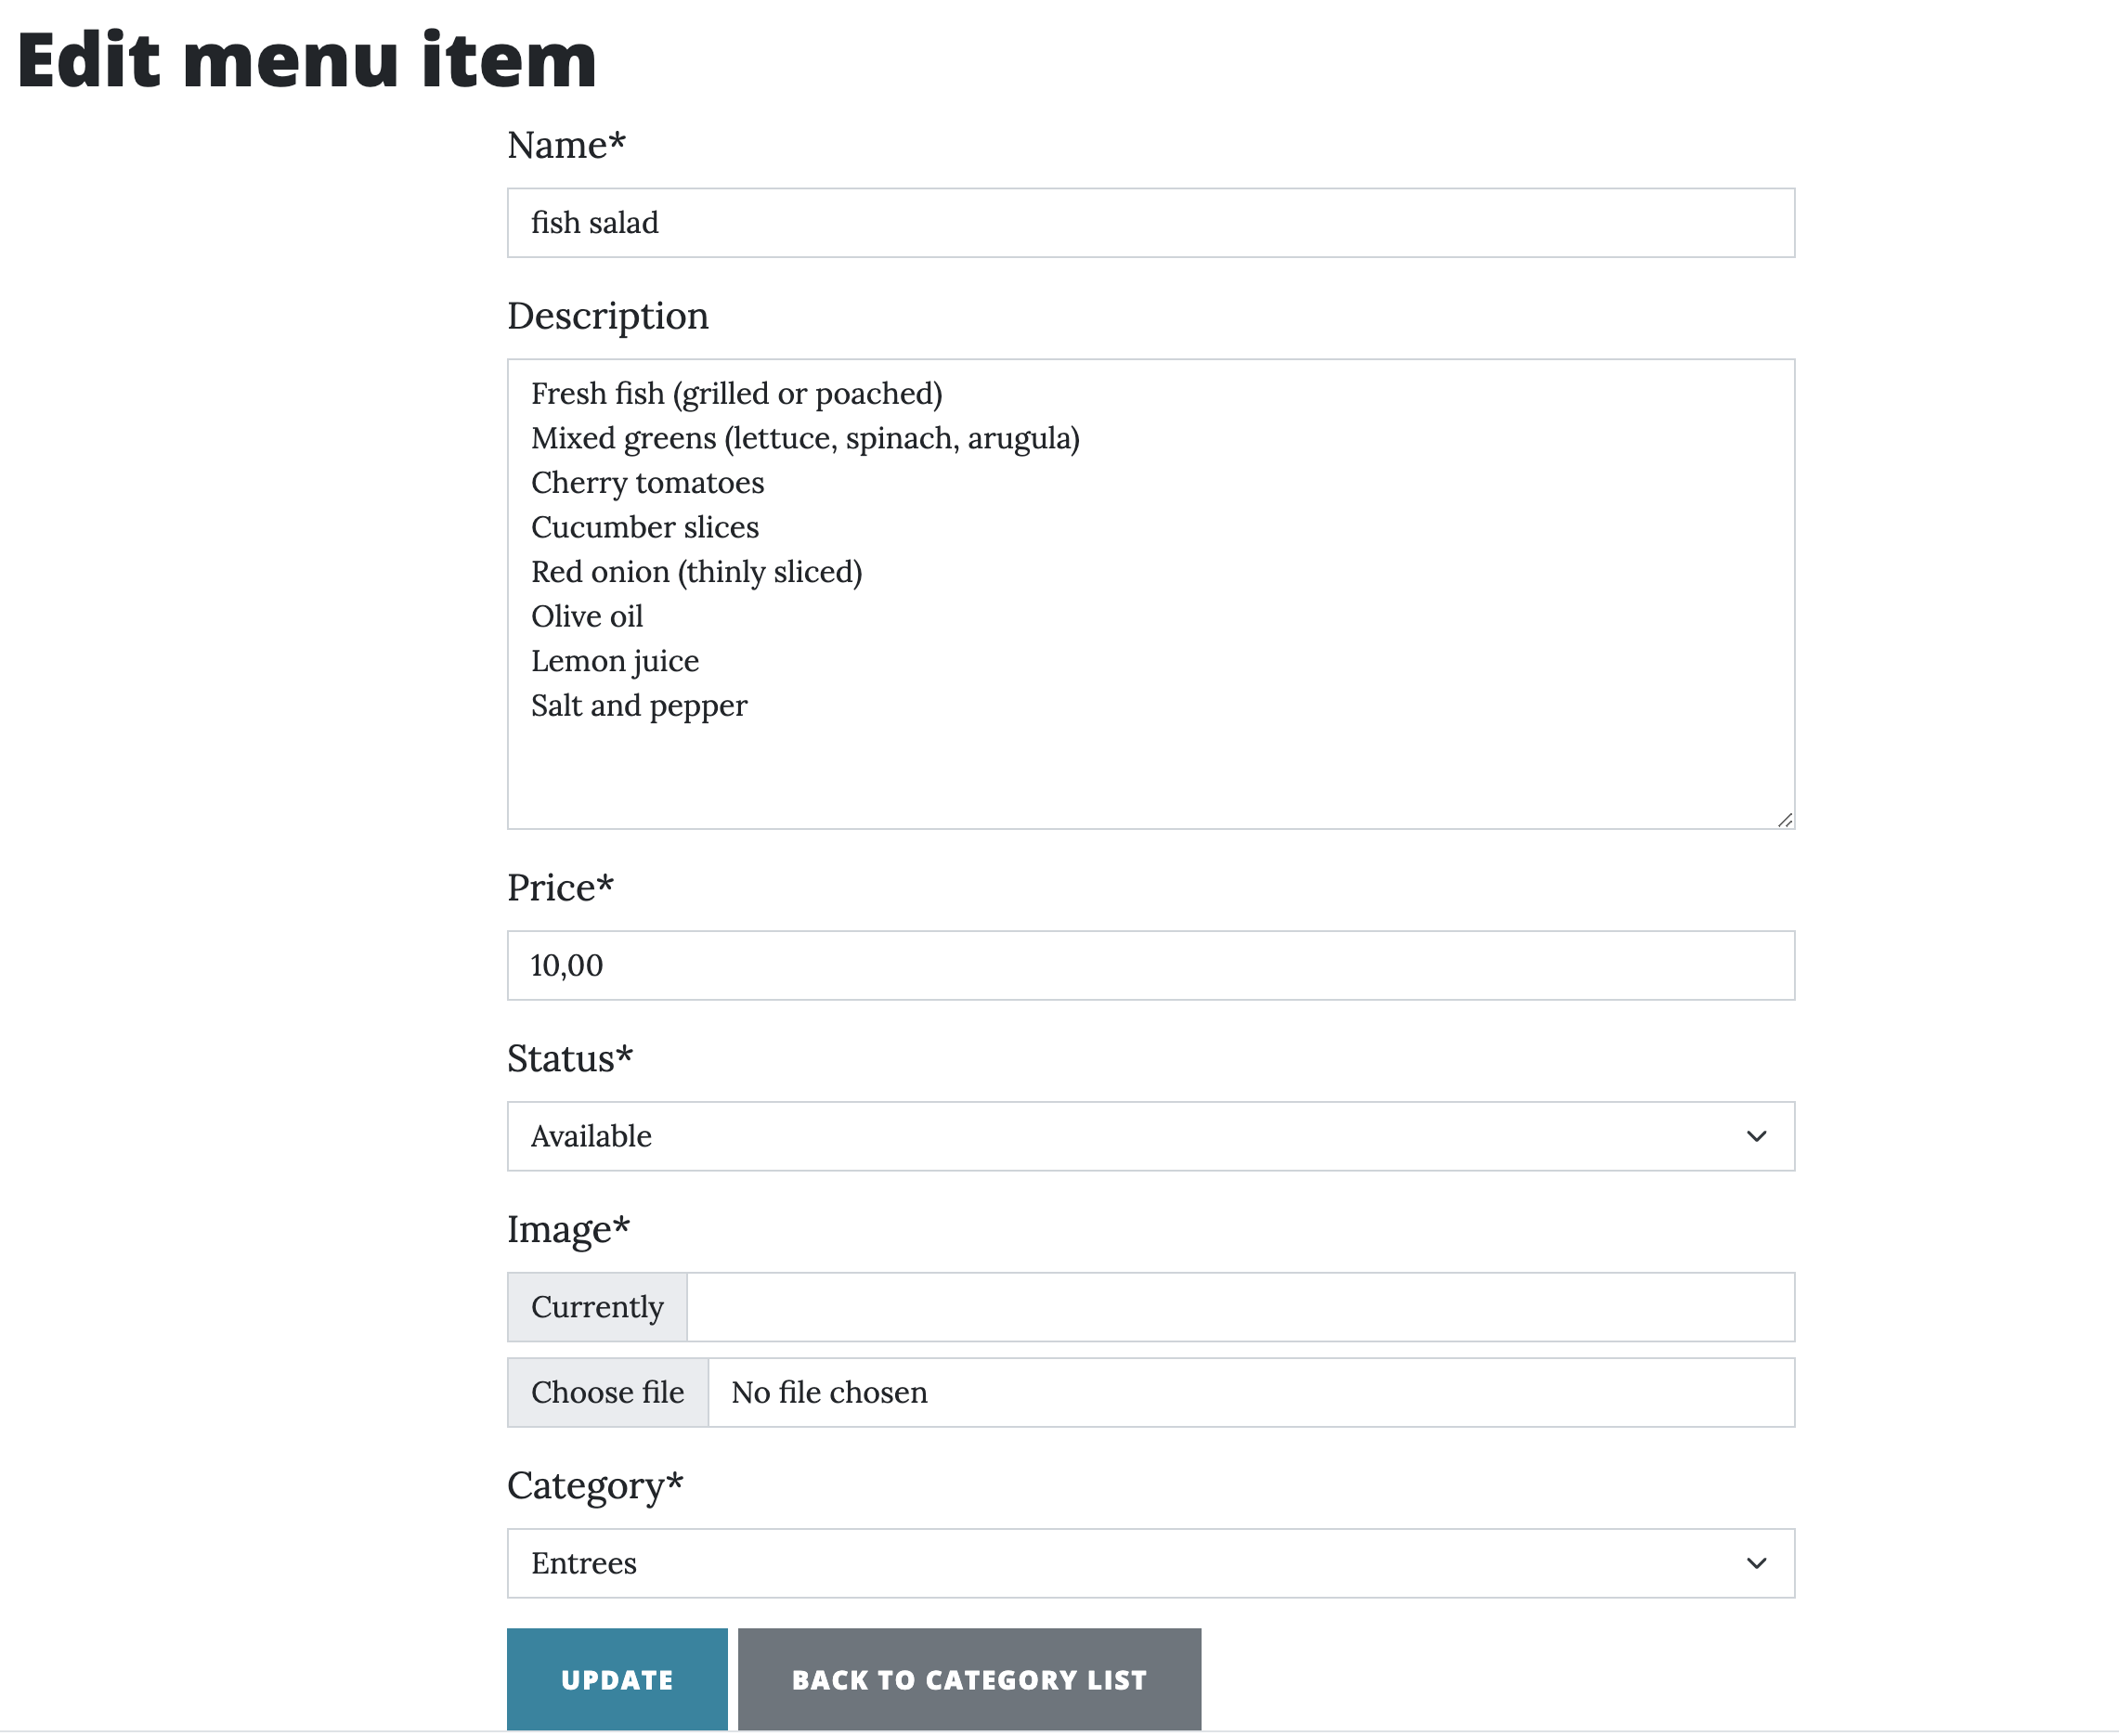 Edit menu item
Name*
fish salad
Description
Fresh fish (grilled or poached)
Mixed greens (lettuce, spinach, arugula)
Cherry tomatoes
Cucumber slices
Red onion (thinly sliced)
Olive oil
Lemon juice
Salt and pepper
Price*
10,00
Status*
Available
Image*
Currently
Choose file No file chosen
Category*
Entrees
UPDATE BACK TO CATEGORY LIST